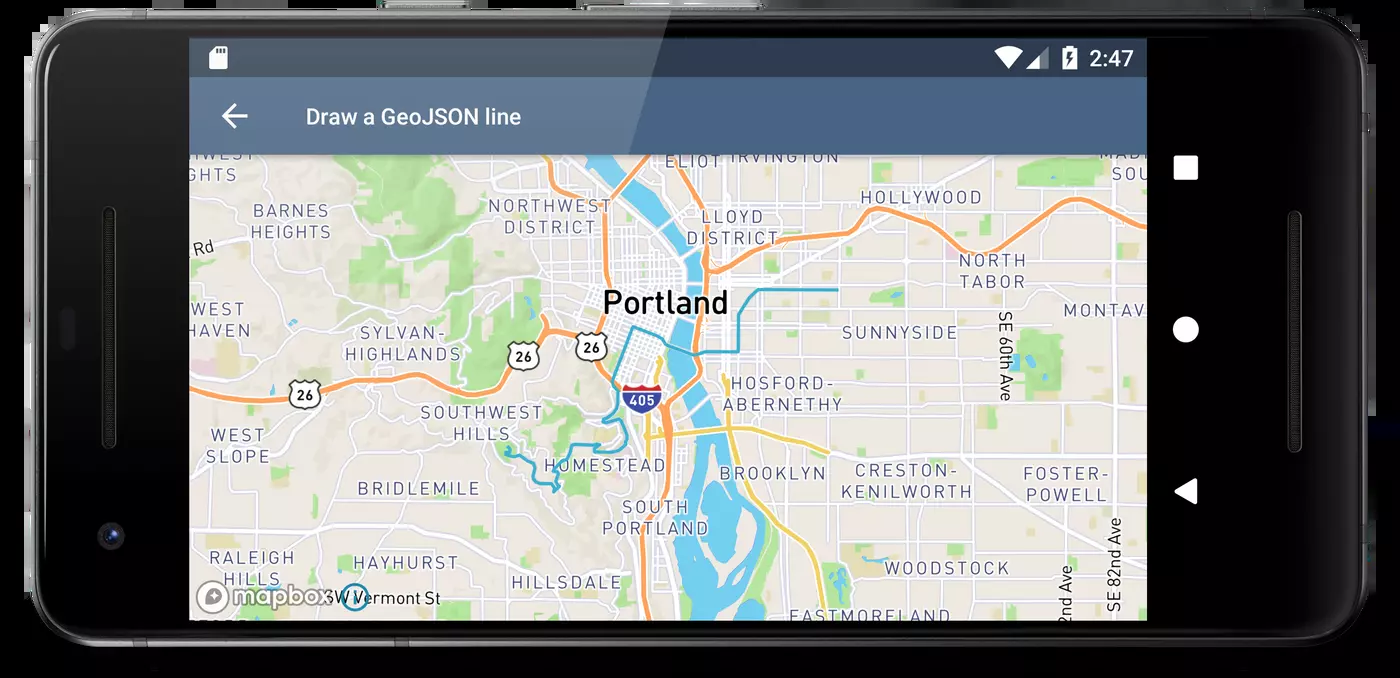 2:47
Draw a GeoJSON line
ELIOT
IRVINGTON
GHTS
BARNES
HEIGHTS
NORTHWEST
DISTRICT
LLOYD
DISTRICT
HOLLYWOOD
SOU
Rd
NORTH
TABOR
WEST
HAVEN
Portland
MONTAV
SYLVAN-
HIGHLANDS
26
26
SUNNYSIDE
SE 60th Ave
26
405
HOSFORD-
ABERNETHY
SOUTHWEST
HILLS
WEST
SLOPE
HOMESTEAD
BROOKLYN
CRESTON-
KENILWORTH
FOSTER-
POWELL
BRIDLEMILE
SOUTH
PORTLAND
RALEIGH
HILLS
HAYHURST
HILLSDALE
WOODSTOCK
SE 82nd Ave
2nd Ave
mapbox
SW Vermont St
EASTMORELAND